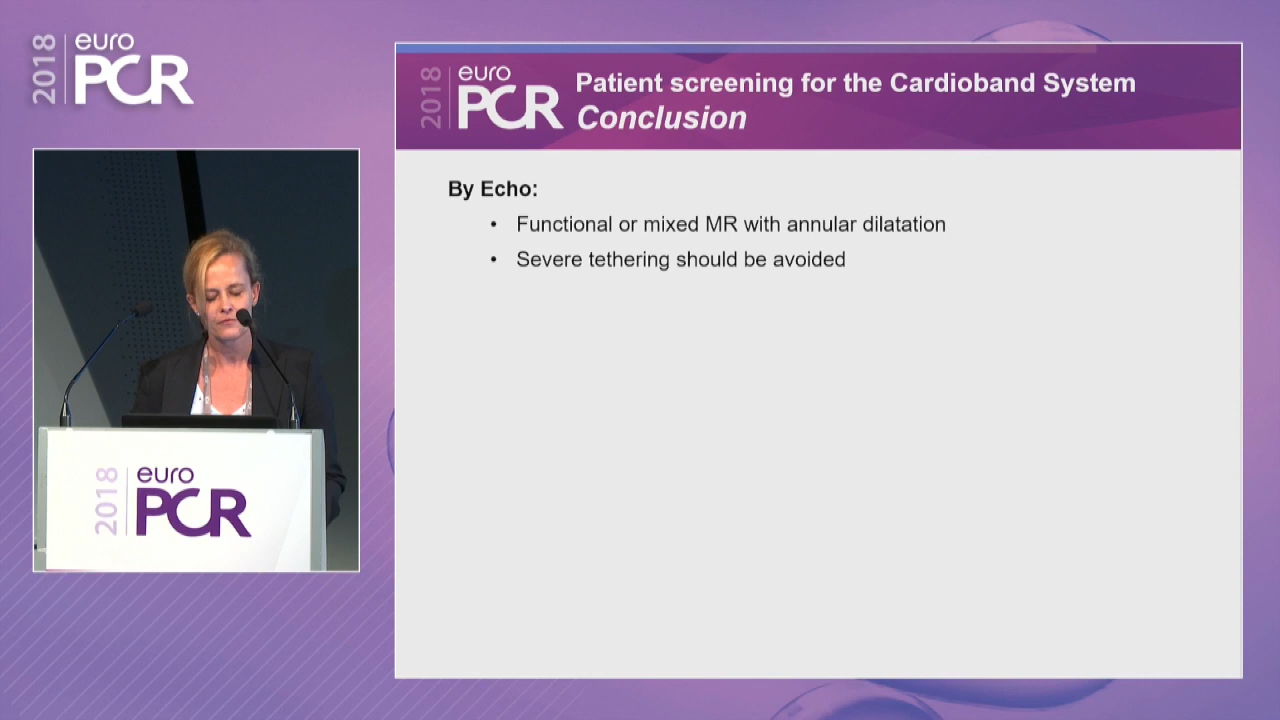 2018
euro
PCR
2018
euro
PCR
Patient screening for the Cardioband System
Conclusion
By Echo:
• Functional or mixed MR with annular dilatation
• Severe tethering should be avoided
2018
euro
PCR